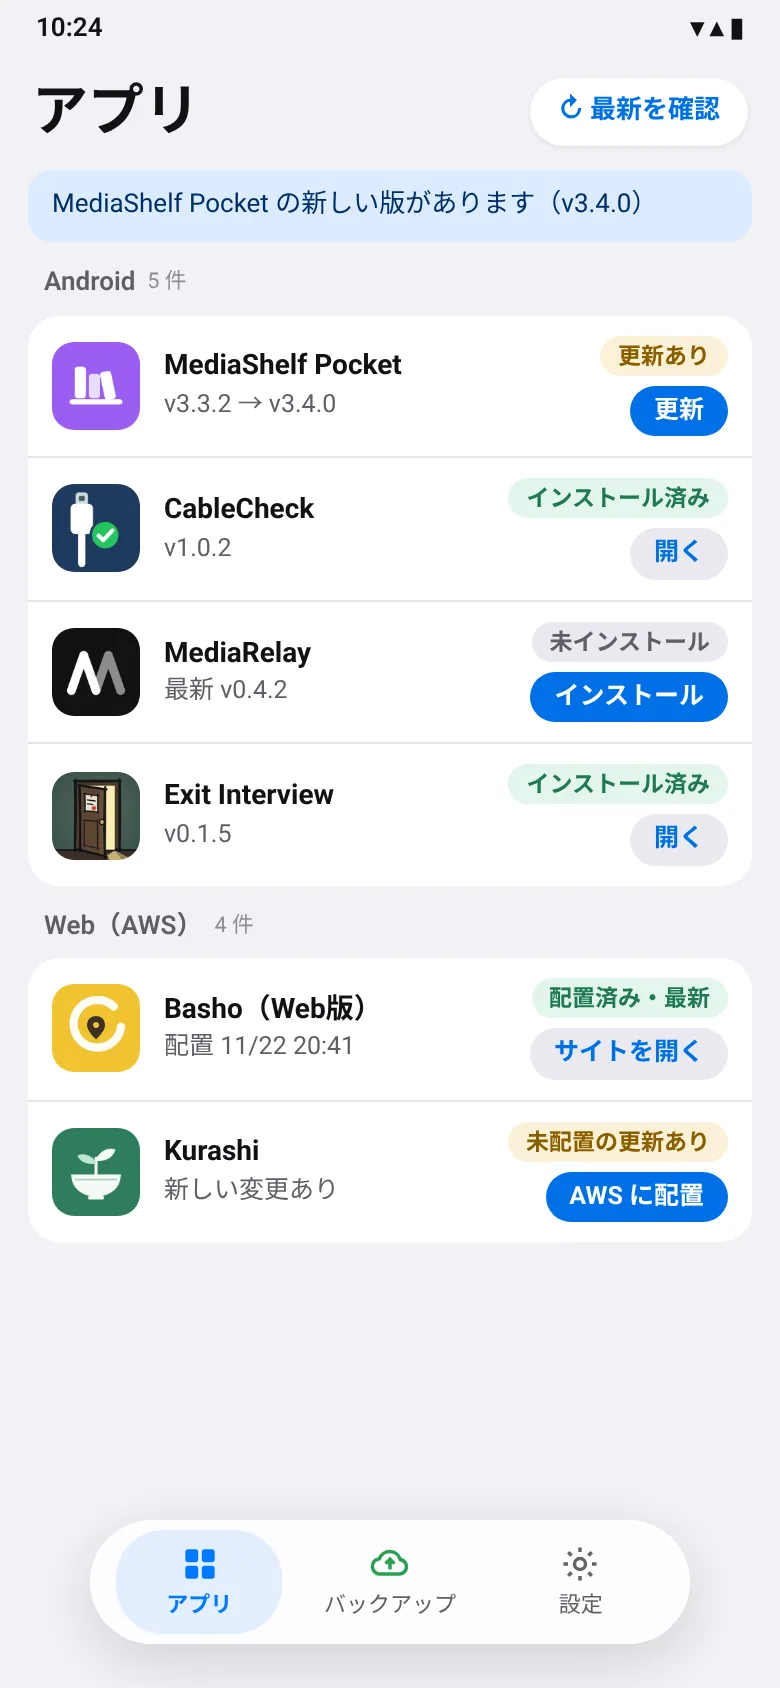 10:24
アプリ
最新を確認
MediaShelf Pocket の新しい版があります（v3.4.0）
Android 5 件
MediaShelf Pocket
v3.3.2 → v3.4.0
更新あり
更新
CableCheck
v1.0.2
インストール済み
開く
MediaRelay
最新 v0.4.2
未インストール
インストール
Exit Interview
v0.1.5
インストール済み
開く
Web（AWS） 4 件
Basho（Web版）
配置 11/22 20:41
配置済み・最新
サイトを開く
Kurashi
新しい変更あり
未配置の更新あり
AWS に配置
アプリ
バックアップ
設定